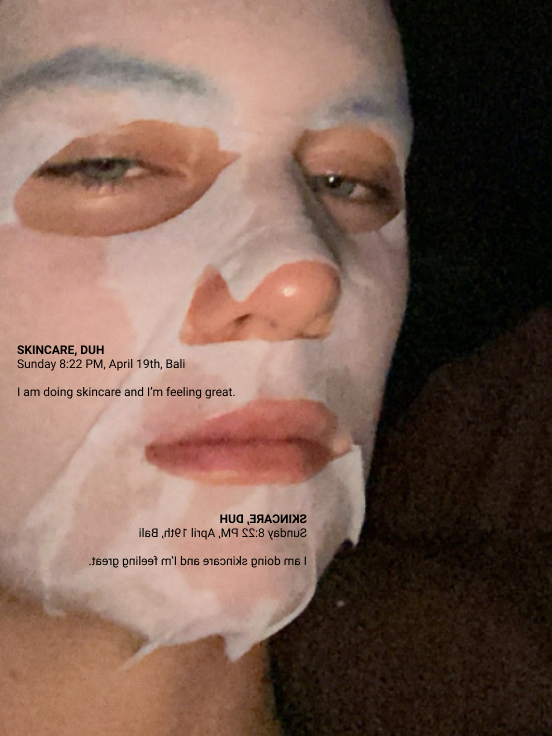 SKINCARE, DUH
Sunday 8:22 PM, April 19th, Bali
I am doing skincare and I'm feeling great.
SKINCARE, DUH
Sunday 8:22 PM, April 19th, Bali
I am doing skincare and I'm feeling great.